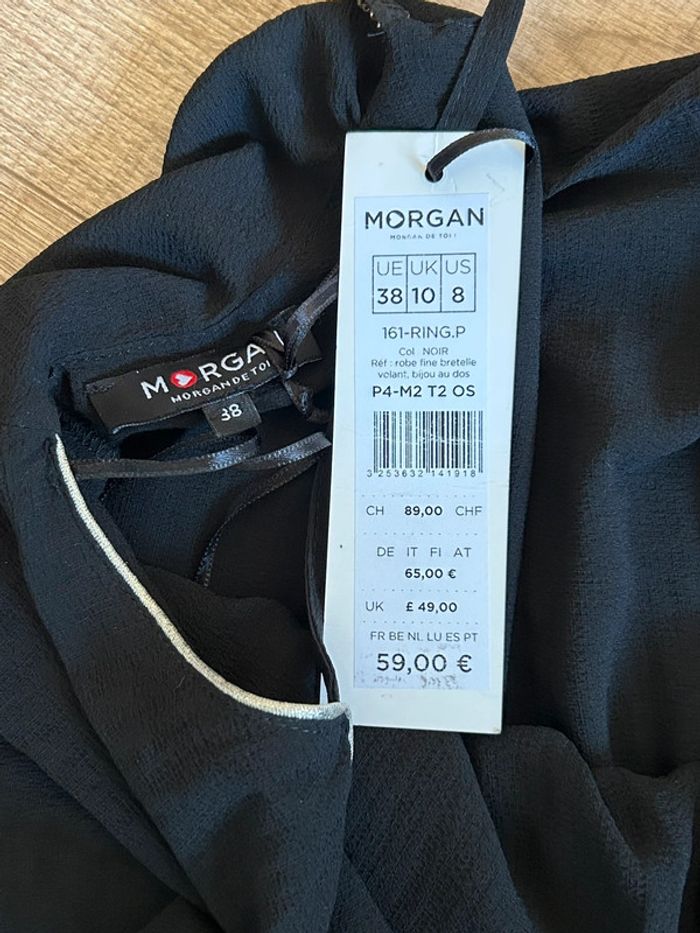 MORGAN
MORGAN DE TOI !
UE UK US
38 10 8
161-RING.P
Col : NOIR
Réf : robe fine bretelle
volant, bijou au dos
P4-M2 T2 OS
3 253632 141918
CH 89,00 CHF
DE IT FI AT
65,00 €
UK £ 49,00
FR BE NL LU ES PT
59,00 €
MORGA
MORGAN DE TOI
38